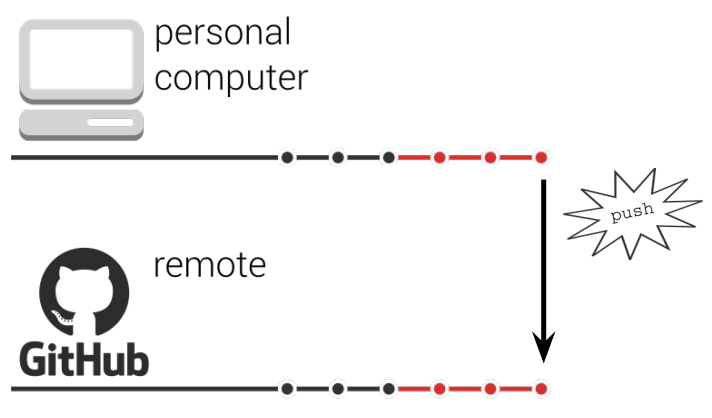 personal
computer
push
remote
GitHub